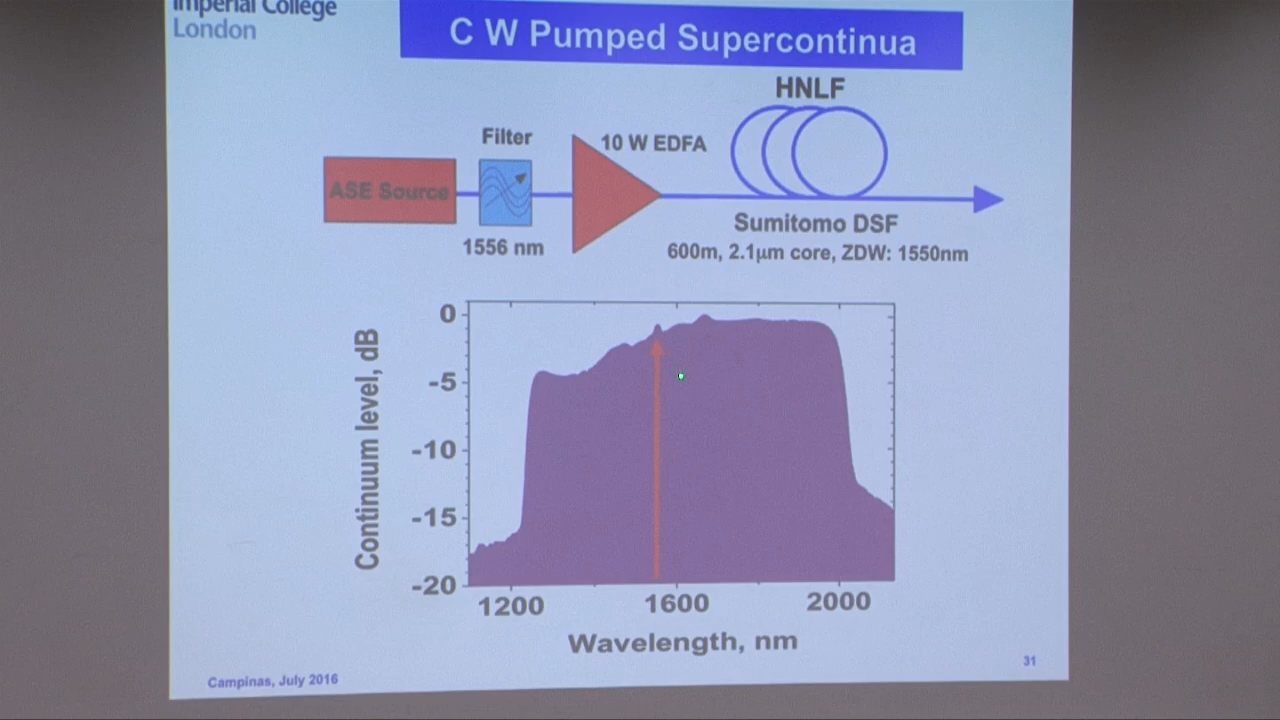 Imperial College
London
C W Pumped Supercontinua
HNLF
Filter
10 W EDFA
ASE Source
1556 nm
Sumitomo DSF
600m, 2.1μm core, ZDW: 1550nm
Continuum level, dB
0
-5
-10
-15
-20
1200
1600
2000
Wavelength, nm
Campinas, July 2016
31